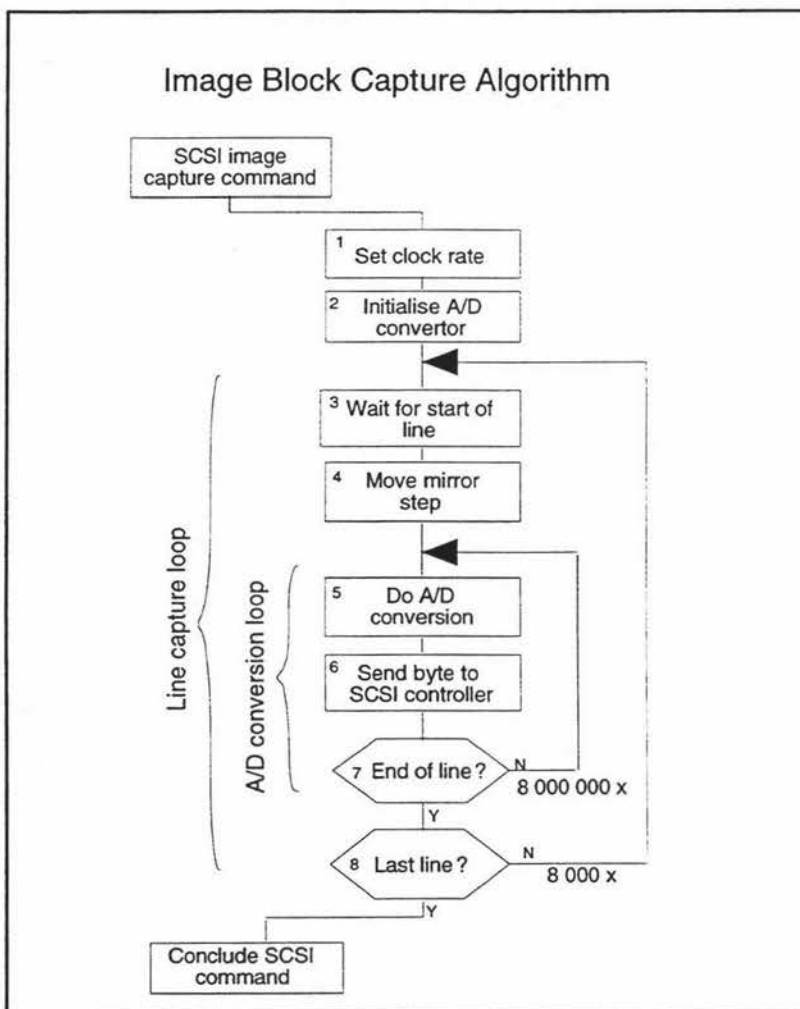 Image Block Capture Algorithm
SCSI image
capture command
1
Set clock rate
2
Initialise A/D
convertor
3
Wait for start of
line
4
Move mirror
step
5
Do A/D
conversion
6
Send byte to
SCSI controller
7 End of line?
N
8 000 000 x
Y
8 Last line?
N
8 000 x
Y
Conclude SCSI
command
Line capture loop
A/D conversion loop